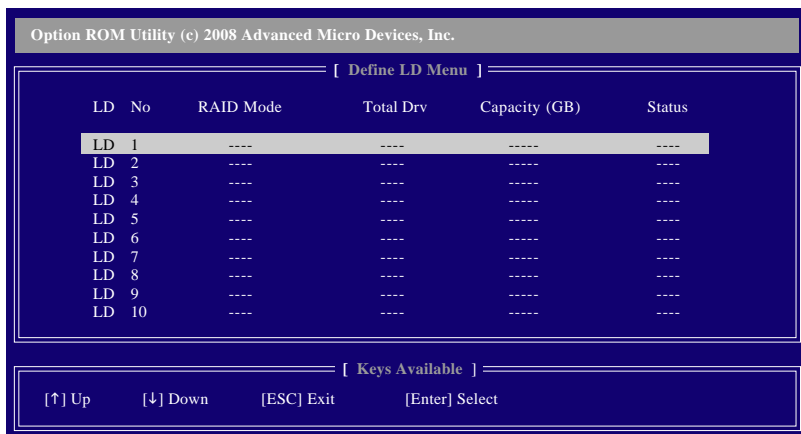 Option ROM Utility (c) 2008 Advanced Micro Devices, Inc.
[ Define LD Menu ]
LD No RAID Mode Total Drv Capacity (GB) Status
LD 1 ---- ---- ----- ----
LD 2 ---- ---- ----- ----
LD 3 ---- ---- ----- ----
LD 4 ---- ---- ----- ----
LD 5 ---- ---- ----- ----
LD 6 ---- ---- ----- ----
LD 7 ---- ---- ----- ----
LD 8 ---- ---- ----- ----
LD 9 ---- ---- ----- ----
LD 10 ---- ---- ----- ----
[ Keys Available ]
[↑] Up [↓] Down [ESC] Exit [Enter] Select